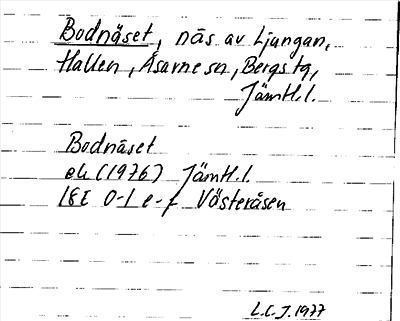 Bodnäset, näs av Ljungan,
Hallen, Åsarne sn, Bergs tg,
Jämtl.l.
Bodnäset
ek (1976) Jämtl.l.
18E 0-1 e-f Västeråsen
L.C.J. 1977